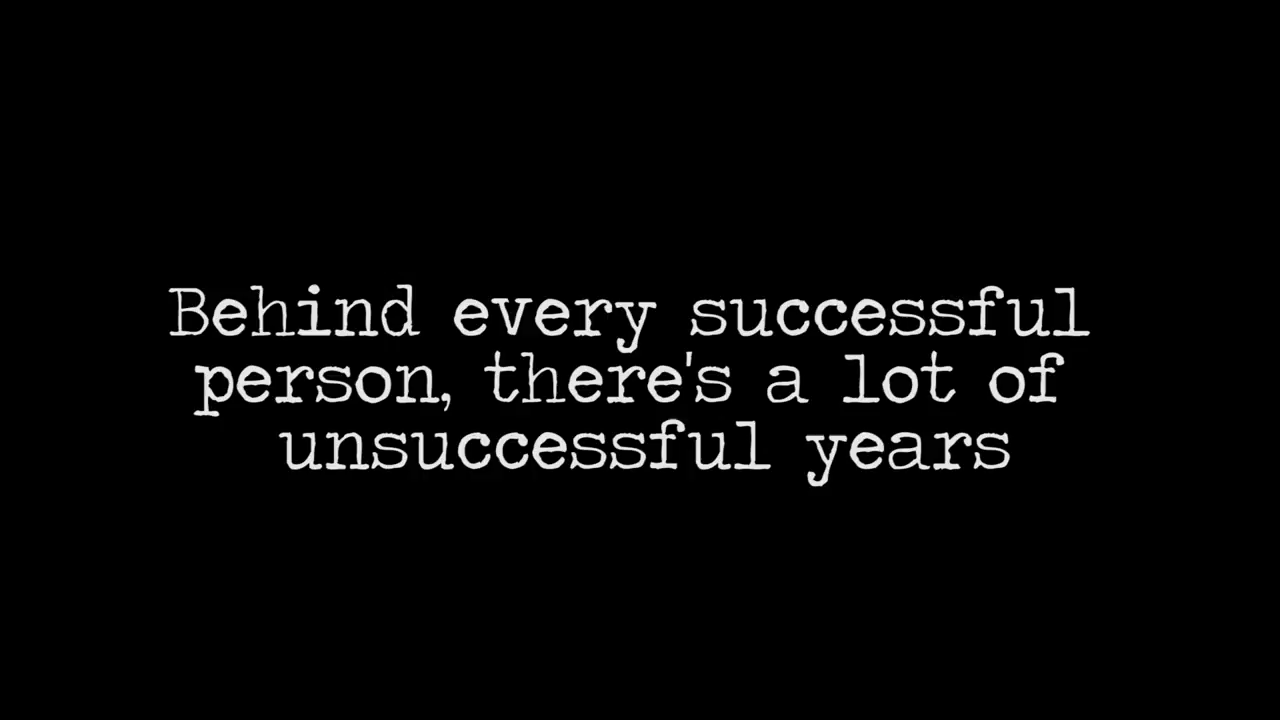 Behind every successful
person, there's a lot of
unsuccessful years